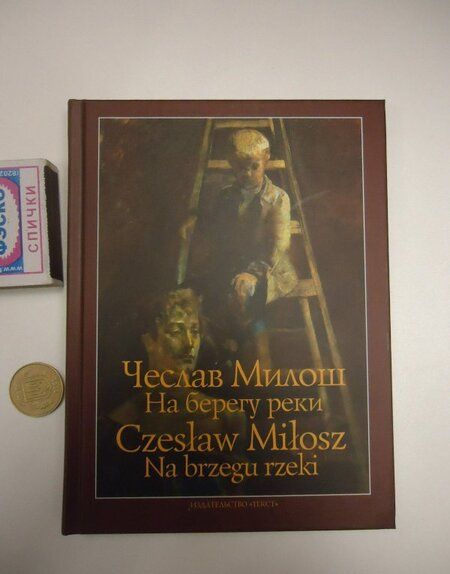 Чеслав Милош
На берегу реки
Czesław Miłosz
Na brzegu rzeki
ИЗДАТЕЛЬСТВО «ТЕКСТ»
ФЭСКО
СПИЧКИ